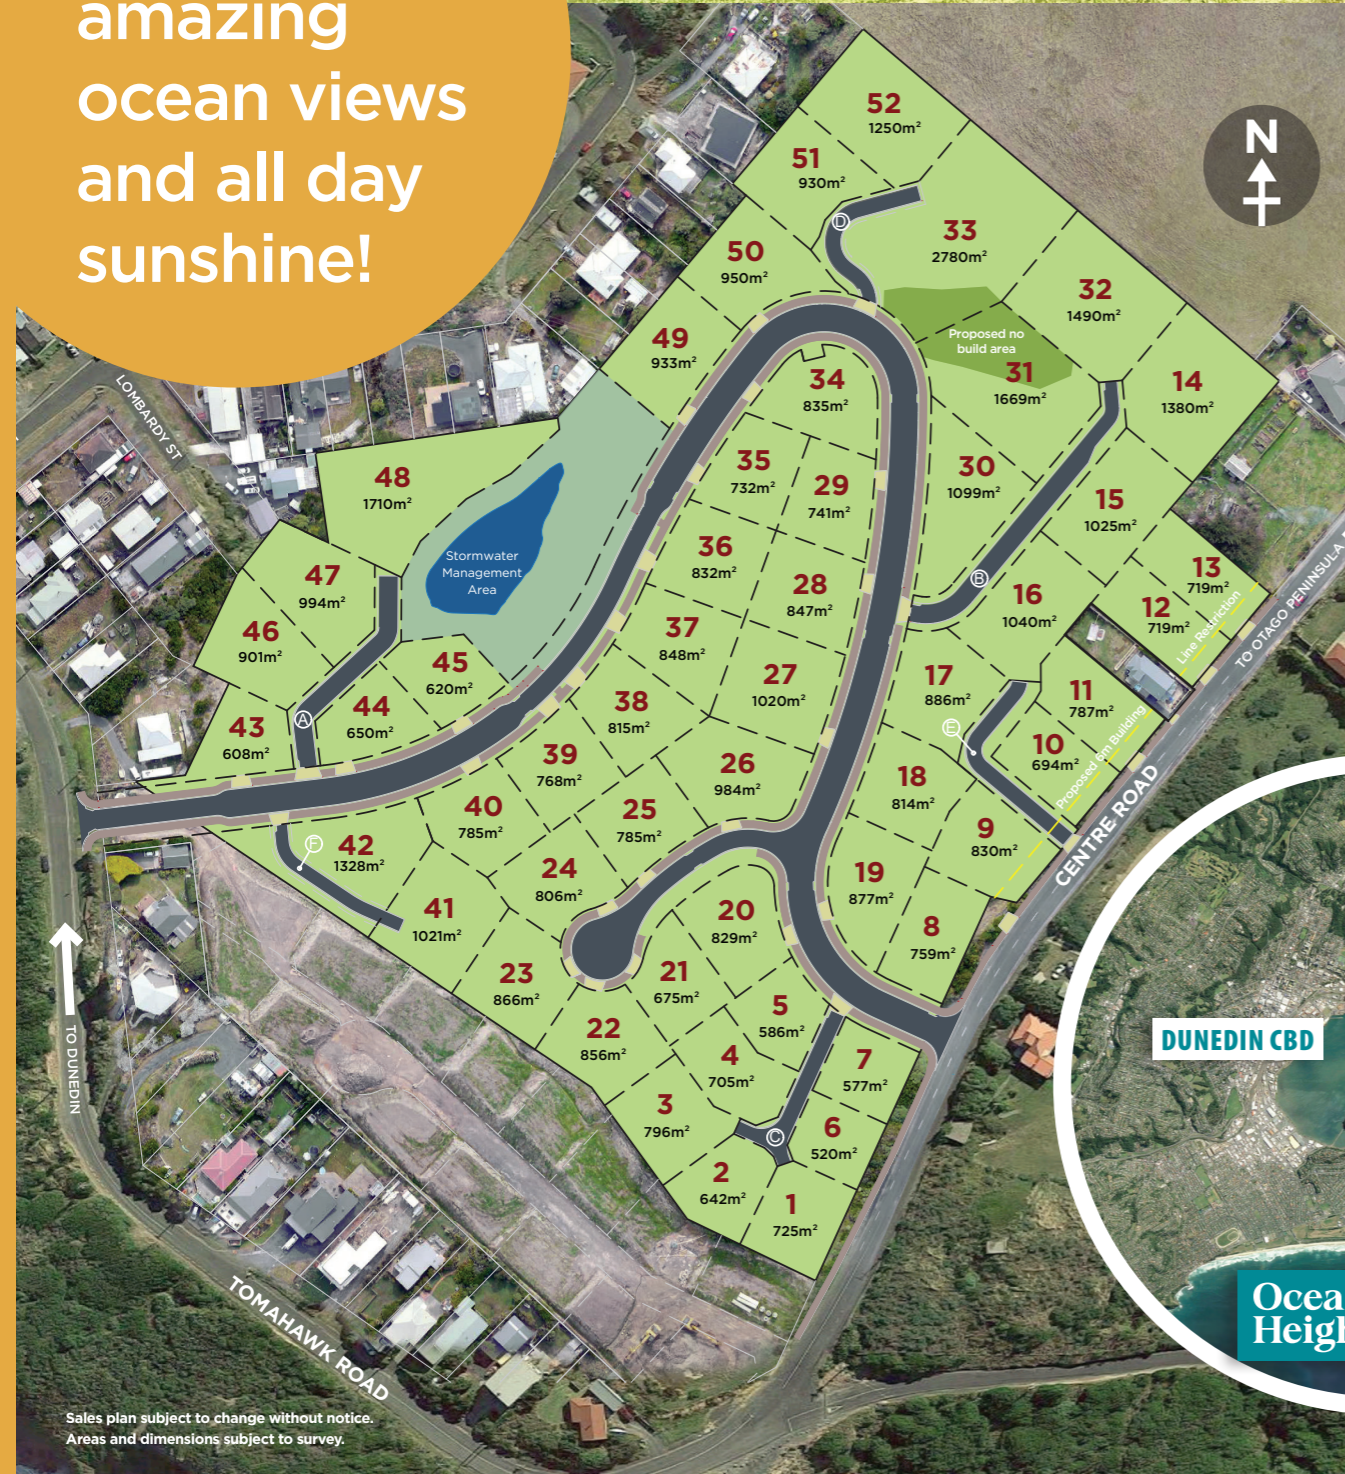 amazing
ocean views
and all day
sunshine!
N
52
1250m²
51
930m²
D
33
2780m²
50
950m²
32
1490m²
49
933m²
Proposed no
build area
31
1669m²
14
1380m²
34
835m²
LOMBARDY ST
48
1710m²
35
732m²
29
741m²
30
1099m²
15
1025m²
Stormwater
Management
Area
36
832m²
28
847m²
B
13
719m²
12
719m²
Line Restriction
TO OTAGO PENINSULA
47
994m²
46
901m²
16
1040m²
37
848m²
27
1020m²
45
620m²
44
650m²
A
43
608m²
38
815m²
17
886m²
E
11
787m²
10
694m²
Proposed 6m Building
39
768m²
26
984m²
18
814m²
9
830m²
CENTRE ROAD
40
785m²
25
785m²
F
42
1328m²
24
806m²
19
877m²
41
1021m²
20
829m²
8
759m²
23
866m²
21
675m²
5
586m²
22
856m²
4
705m²
7
577m²
3
796m²
C
6
520m²
2
642m²
1
725m²
TO DUNEDIN
DUNEDIN CBD
Ocea
Heigh
TOMAHAWK ROAD
Sales plan subject to change without notice.
Areas and dimensions subject to survey.